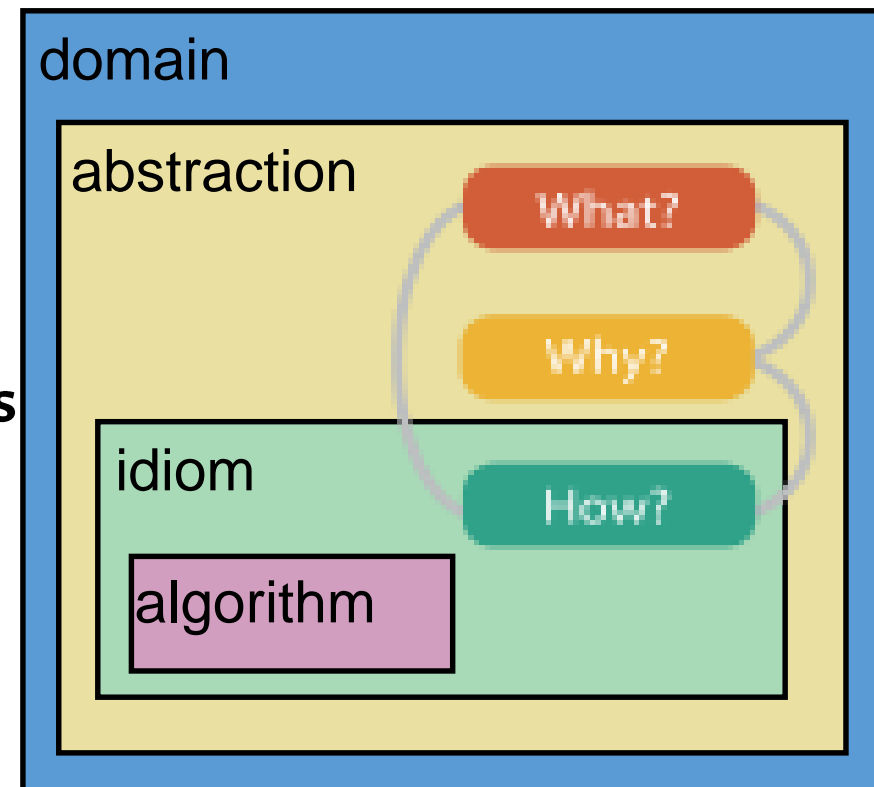 domain
abstraction
What?
Why?
s
idiom
How?
algorithm